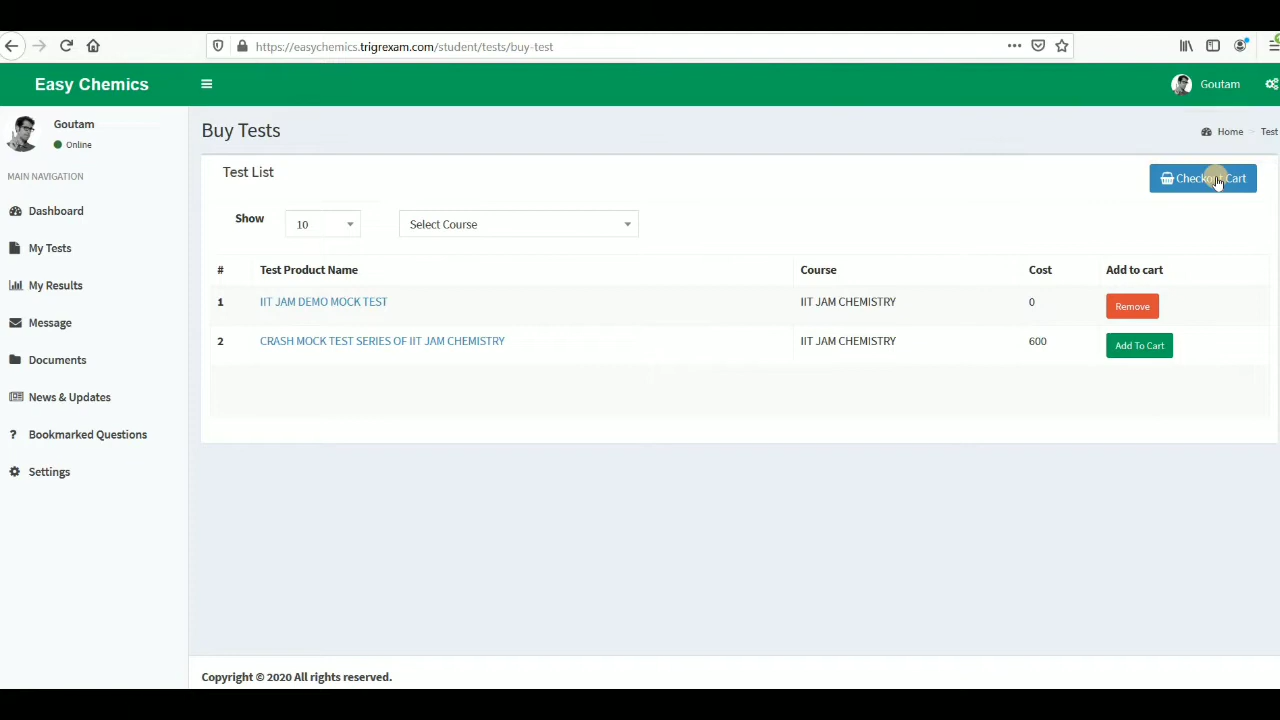 https://easychemics.trigrexam.com/student/tests/buy-test
Easy Chemics
Goutam
Goutam
Online
Buy Tests
Home > Test
MAIN NAVIGATION
Test List
Checkout Cart
Dashboard
Show 10 Select Course
My Tests
# Test Product Name Course Cost Add to cart
My Results
1 IIT JAM DEMO MOCK TEST IIT JAM CHEMISTRY 0 Remove
Message
2 CRASH MOCK TEST SERIES OF IIT JAM CHEMISTRY IIT JAM CHEMISTRY 600 Add To Cart
Documents
News & Updates
Bookmarked Questions
Settings
Copyright © 2020 All rights reserved.